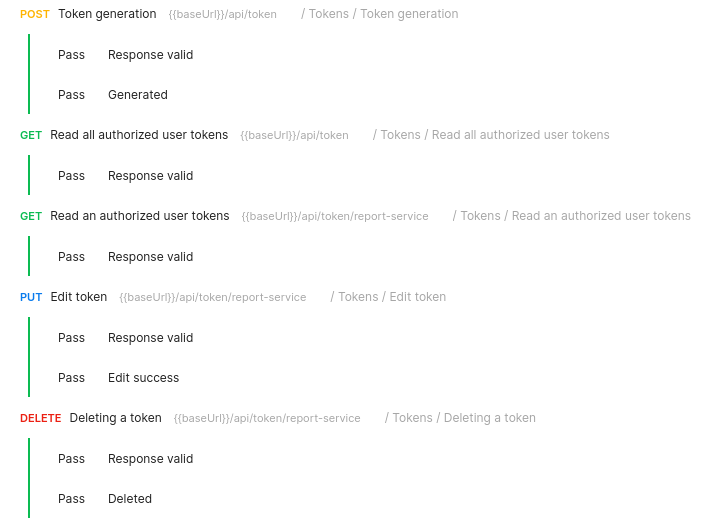 POST Token generation {{baseUrl}}/api/token / Tokens / Token generation
Pass Response valid
Pass Generated
GET Read all authorized user tokens {{baseUrl}}/api/token / Tokens / Read all authorized user tokens
Pass Response valid
GET Read an authorized user tokens {{baseUrl}}/api/token/report-service / Tokens / Read an authorized user tokens
Pass Response valid
PUT Edit token {{baseUrl}}/api/token/report-service / Tokens / Edit token
Pass Response valid
Pass Edit success
DELETE Deleting a token {{baseUrl}}/api/token/report-service / Tokens / Deleting a token
Pass Response valid
Pass Deleted